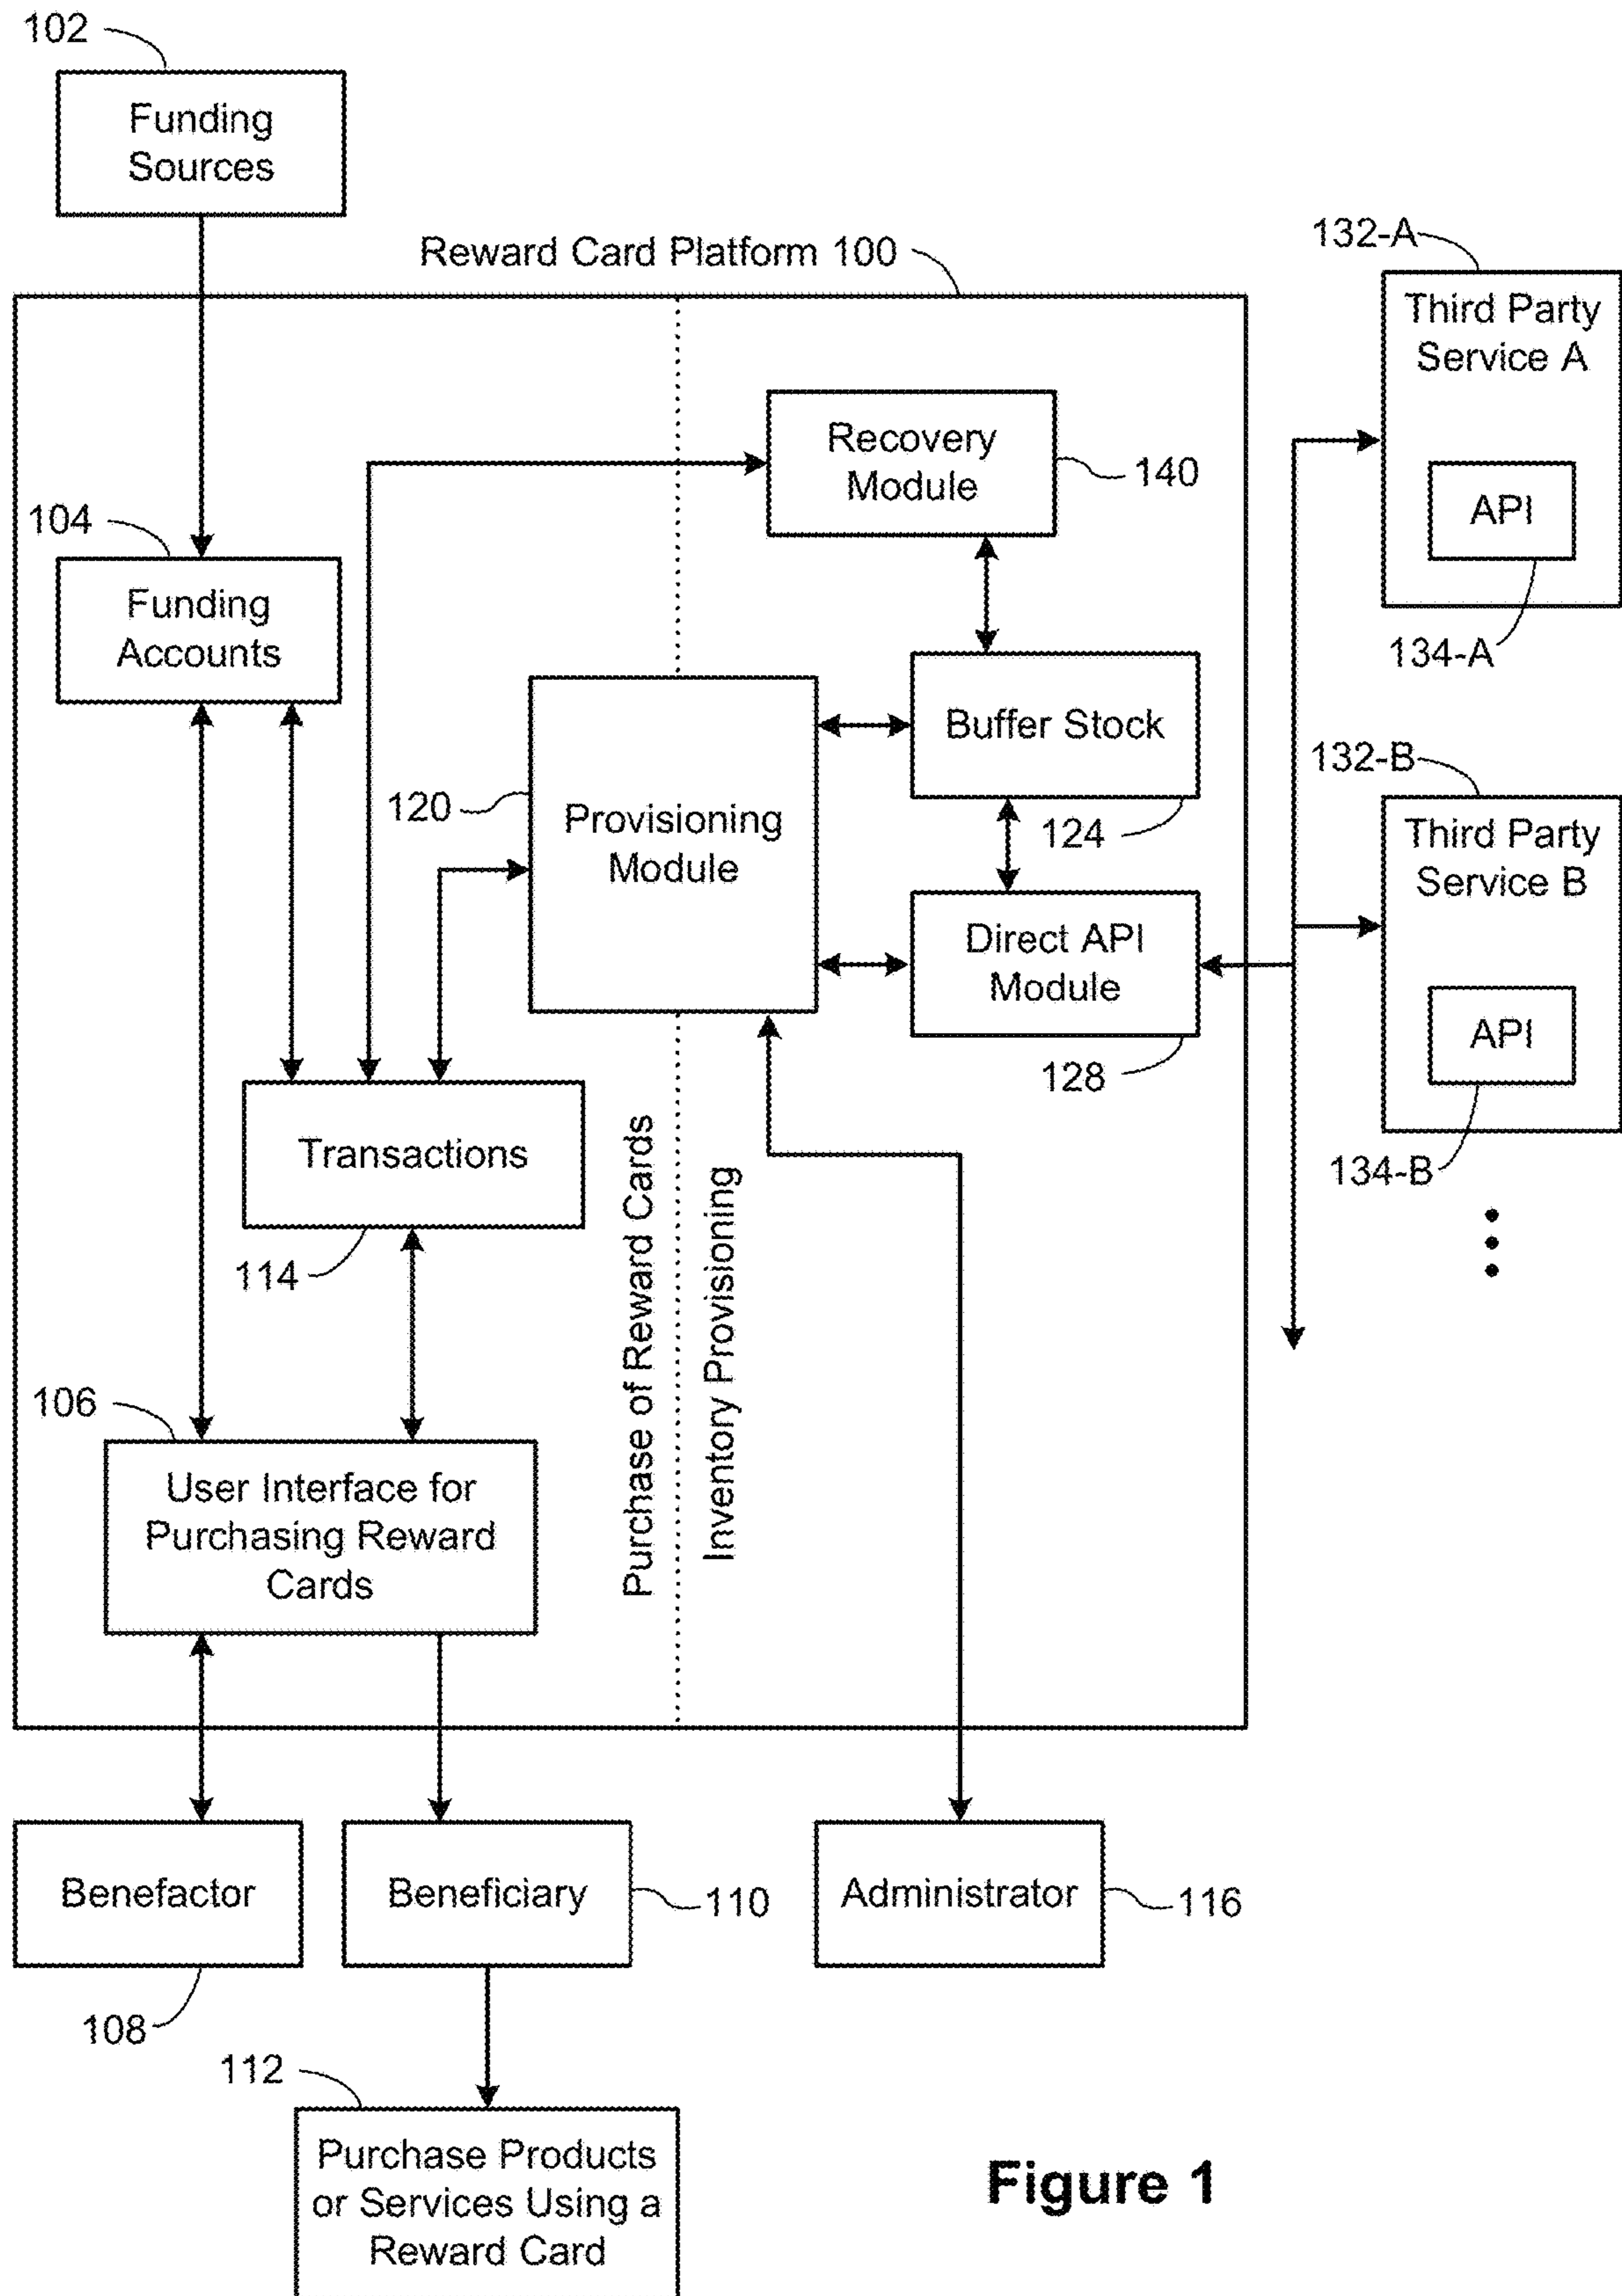 102
Funding
Sources
Reward Card Platform 100
132-A
Third Party
Service A
API
134-A
Recovery
Module
140
104
Funding
Accounts
Buffer Stock
124
120
Provisioning
Module
132-B
Third Party
Service B
API
134-B
Direct API
Module
128
Transactions
114
Purchase of Reward Cards
Inventory Provisioning
106
User Interface for
Purchasing Reward
Cards
Benefactor
108
Beneficiary
110
Administrator
116
112
Purchase Products
or Services Using a
Reward Card
Figure 1